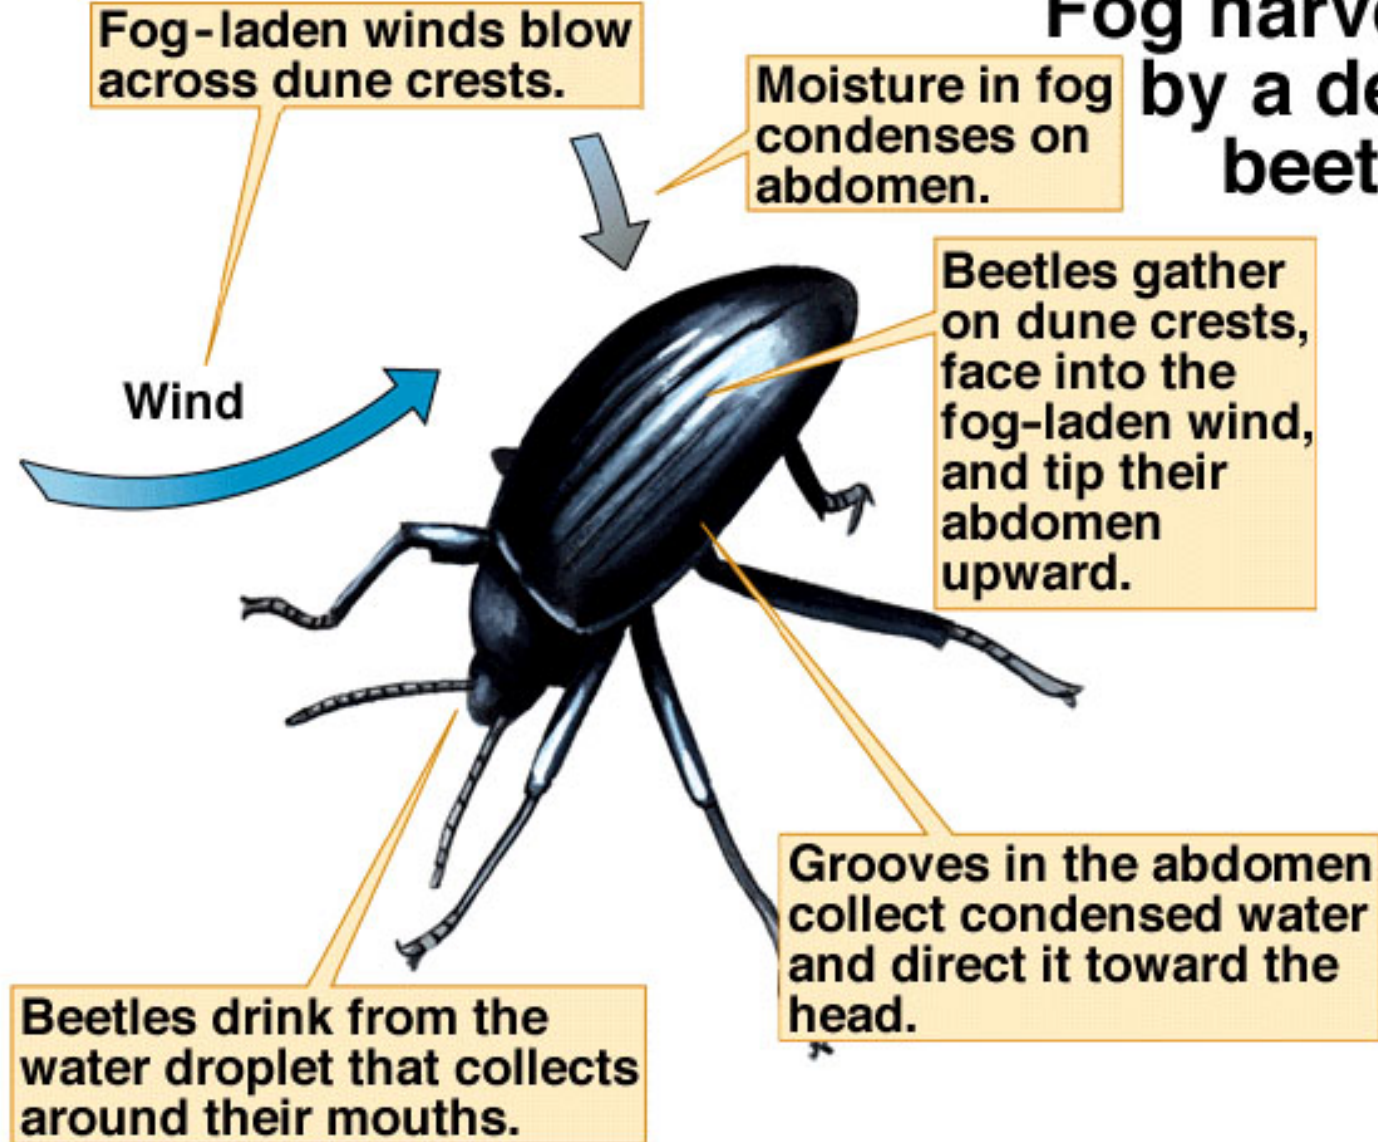 Fog-laden winds blow
across dune crests.
Fog
by a
Moisture in fog
condenses on
abdomen.
Beetles gather
on dune crests,
face into the
fog-laden wind,
and tip their
abdomen
upward.
Wind
Grooves in the abdomen
collect condensed water
and direct it toward the
head.
Beetles drink from the
water droplet that collects
around their mouths.